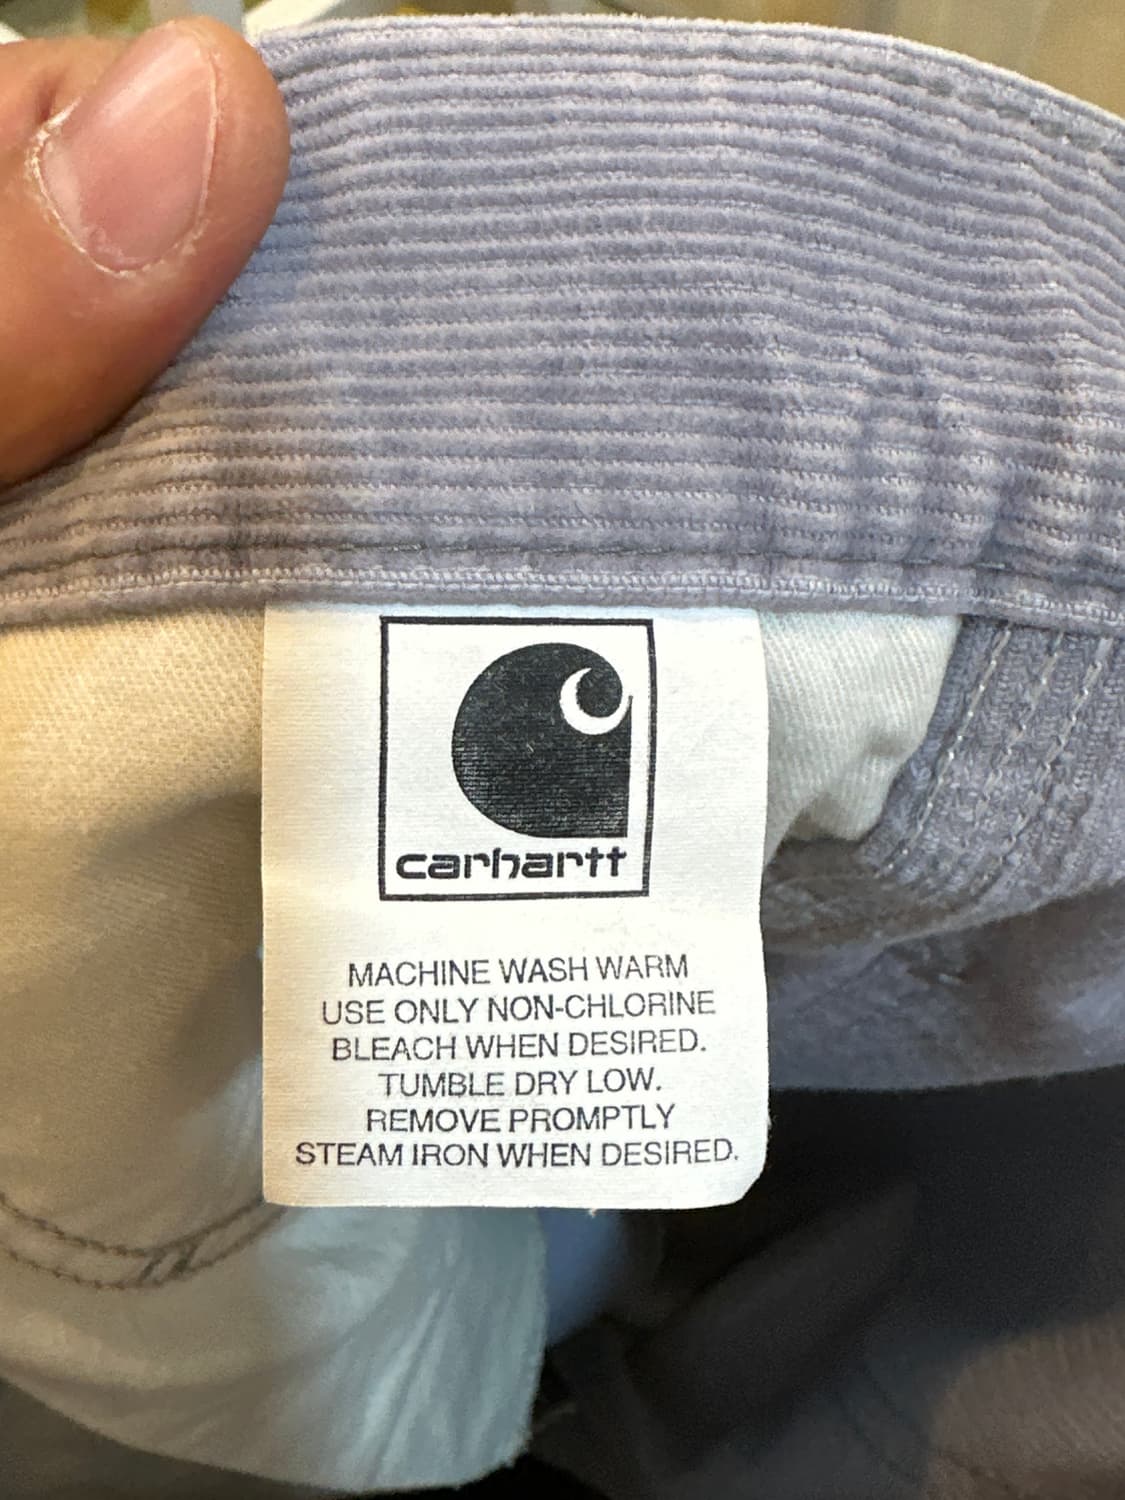 carhartt
MACHINE WASH WARM
USE ONLY NON-CHLORINE
BLEACH WHEN DESIRED.
TUMBLE DRY LOW.
REMOVE PROMPTLY
STEAM IRON WHEN DESIRED.